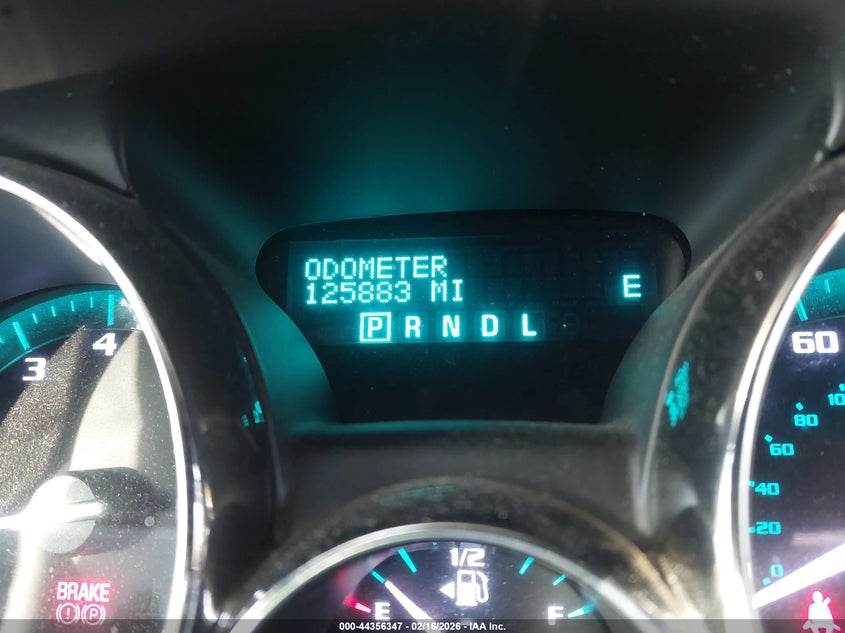 ODOMETER
125883 MI
E
P R N D L
3 4
60
100
80
60
40
20
0
1/2
E F
BRAKE
(!) (P)
000-44356347 - 02/16/2026 - IAA Inc.